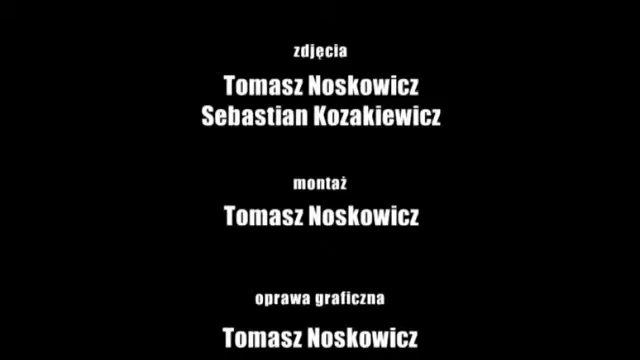 zdjęcia
Tomasz Noskowicz
Sebastian Kozakiewicz
montaż
Tomasz Noskowicz
oprawa graficzna
Tomasz Noskowicz